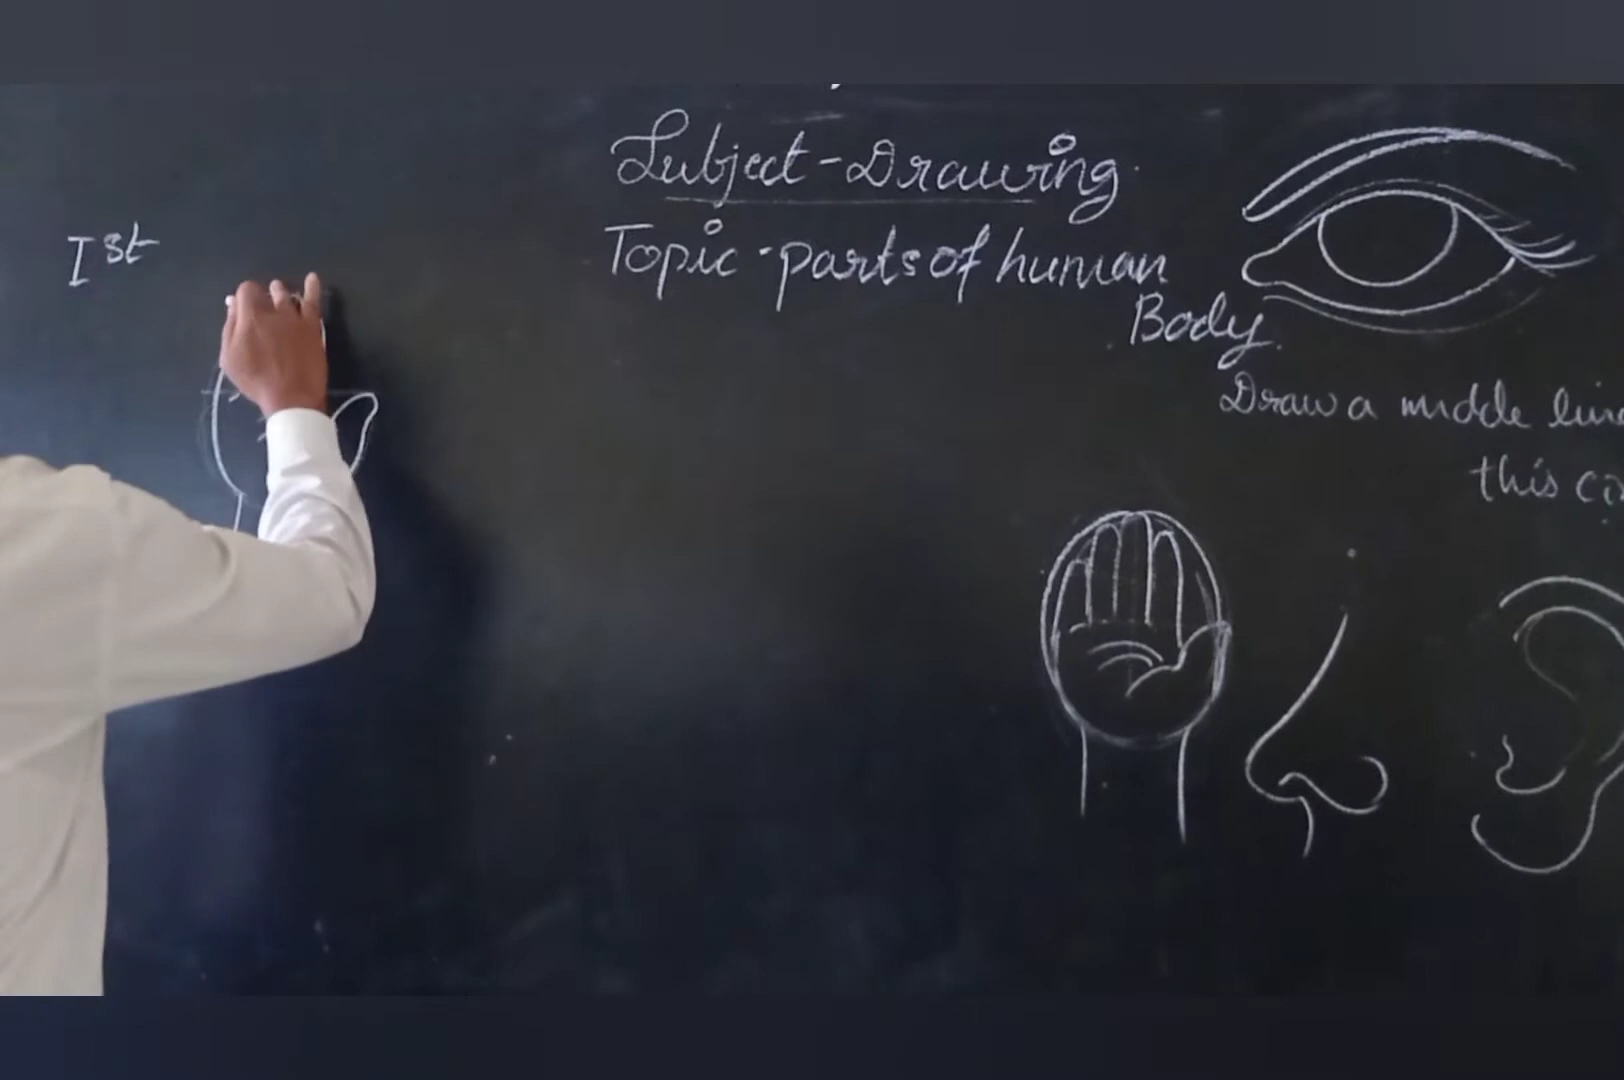 Subject-Drawing
Ist
Topic-parts of human
Body
Draw a middle
this